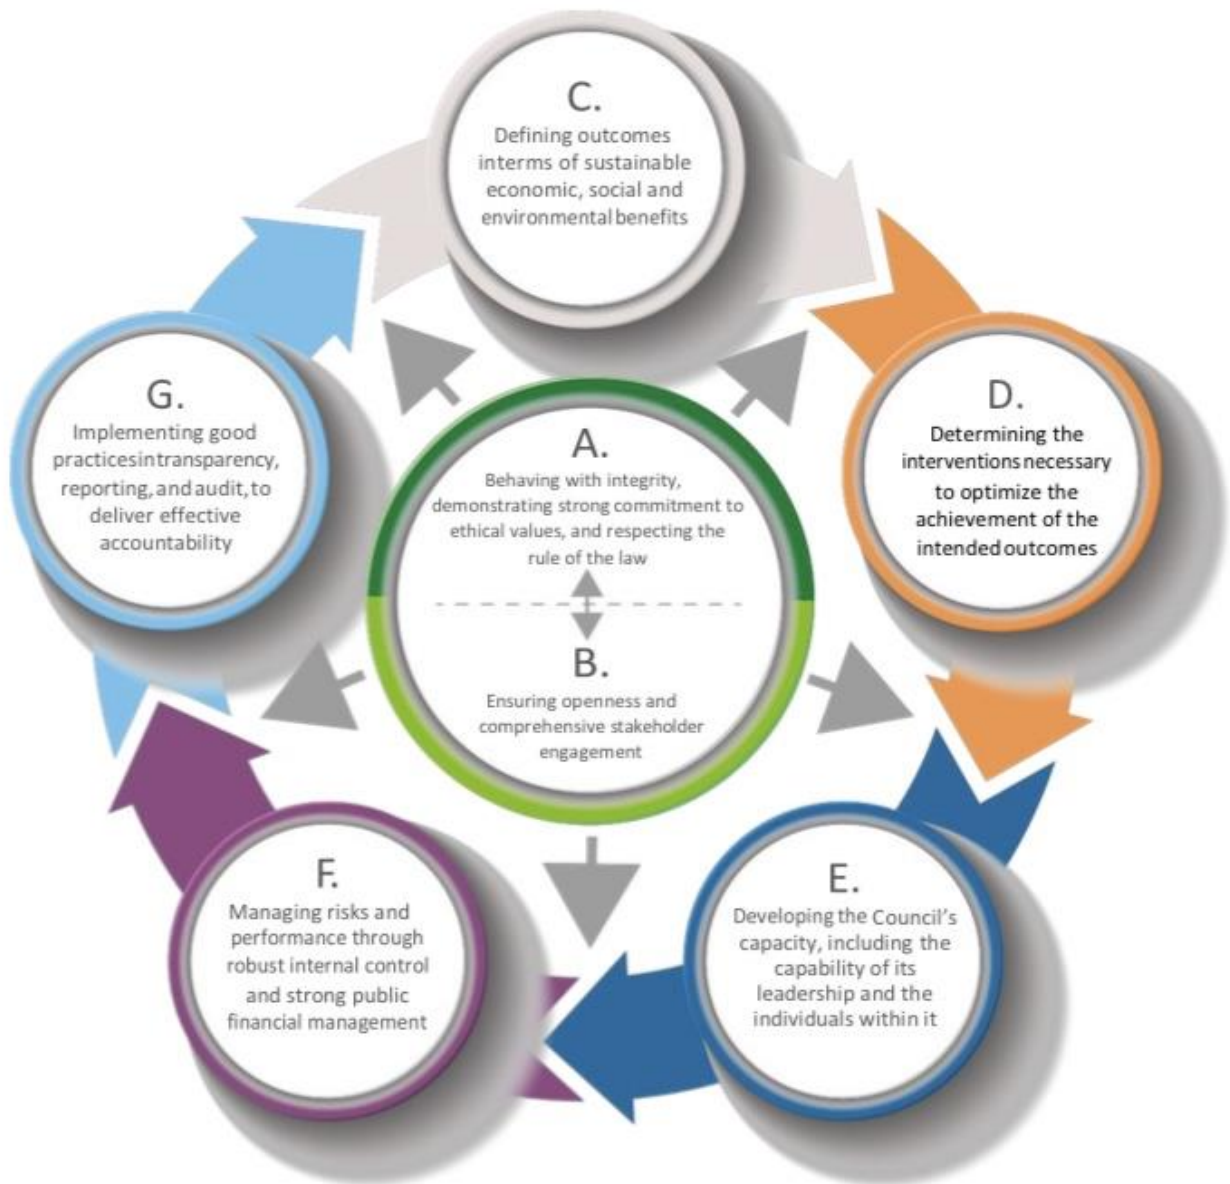 C.
Defining outcomes
interms of sustainable
economic, social and
environmental benefits
G.
Implementing good
practicesintransparency,
reporting, and audit, to
deliver effective
accountability
A.
Behaving with integrity,
demonstrating strong commitment to
ethical values, and respecting the
rule of the law
B.
Ensuring openness and
comprehensive stakeholder
engagement
D.
Determining the
interventions necessary
to optimize the
achievement of the
intended outcomes
F.
Managing risks and
performance through
robust internal control
and strong public
financial management
E.
Developing the Council's
capacity, including the
capability of its
leadership and the
individuals within it